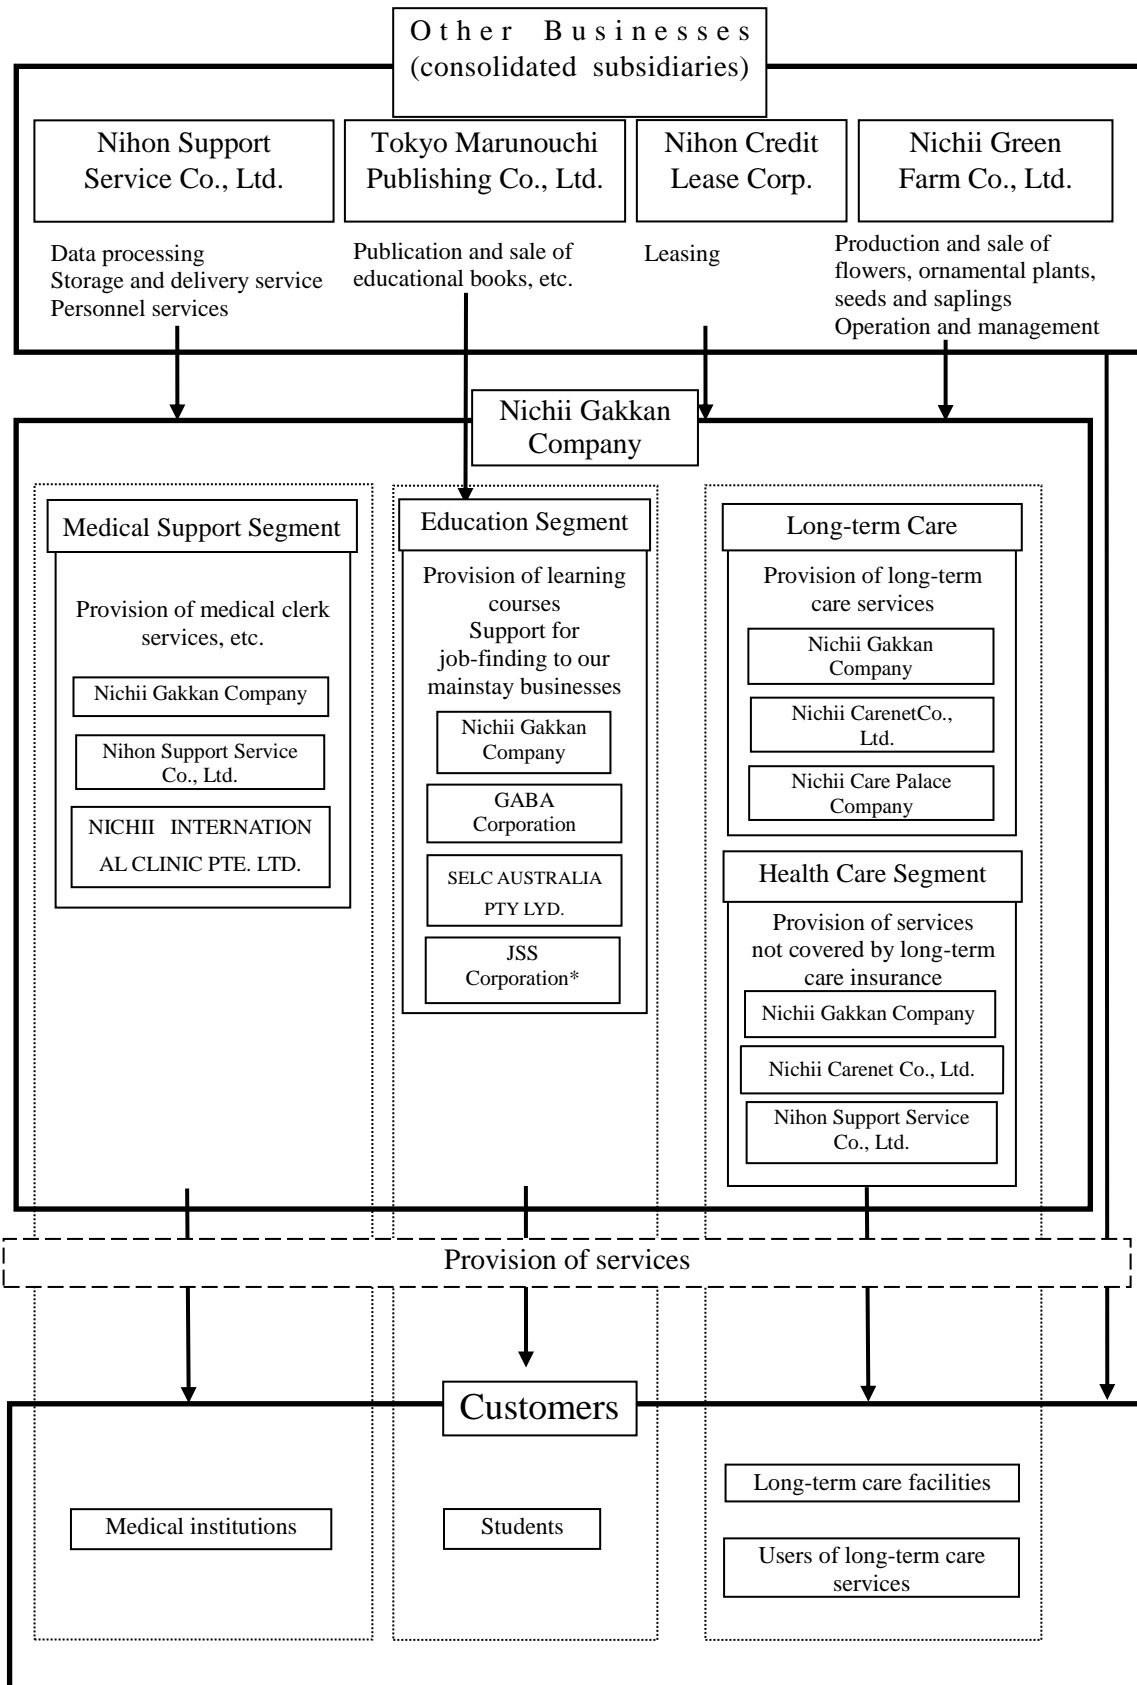 Other Businesses
(consolidated subsidiaries)
Nihon Support
Service Co., Ltd.
Tokyo Marunouchi
Publishing Co., Ltd.
Nihon Credit
Lease Corp.
Nichii Green
Farm Co., Ltd.
Data processing
Storage and delivery service
Personnel services
Publication and sale of
educational books, etc.
Leasing
Production and sale of
flowers, ornamental plants,
seeds and saplings
Operation and management
Nichii Gakkan
Company
Medical Support Segment
Provision of medical clerk
services, etc.
Nichii Gakkan Company
Nihon Support Service
Co., Ltd.
NICHII INTERNATION
AL CLINIC PTE. LTD.
Education Segment
Provision of learning
courses
Support for
job-finding to our
mainstay businesses
Nichii Gakkan
Company
GABA
Corporation
SELC AUSTRALIA
PTY LYD.
JSS
Corporation*
Long-term Care
Provision of long-term
care services
Nichii Gakkan
Company
Nichii CarenetCo.,
Ltd.
Nichii Care Palace
Company
Health Care Segment
Provision of services
not covered by long-term
care insurance
Nichii Gakkan Company
Nichii Carenet Co., Ltd.
Nihon Support Service
Co., Ltd.
Provision of services
Customers
Medical institutions
Students
Long-term care facilities
Users of long-term care
services